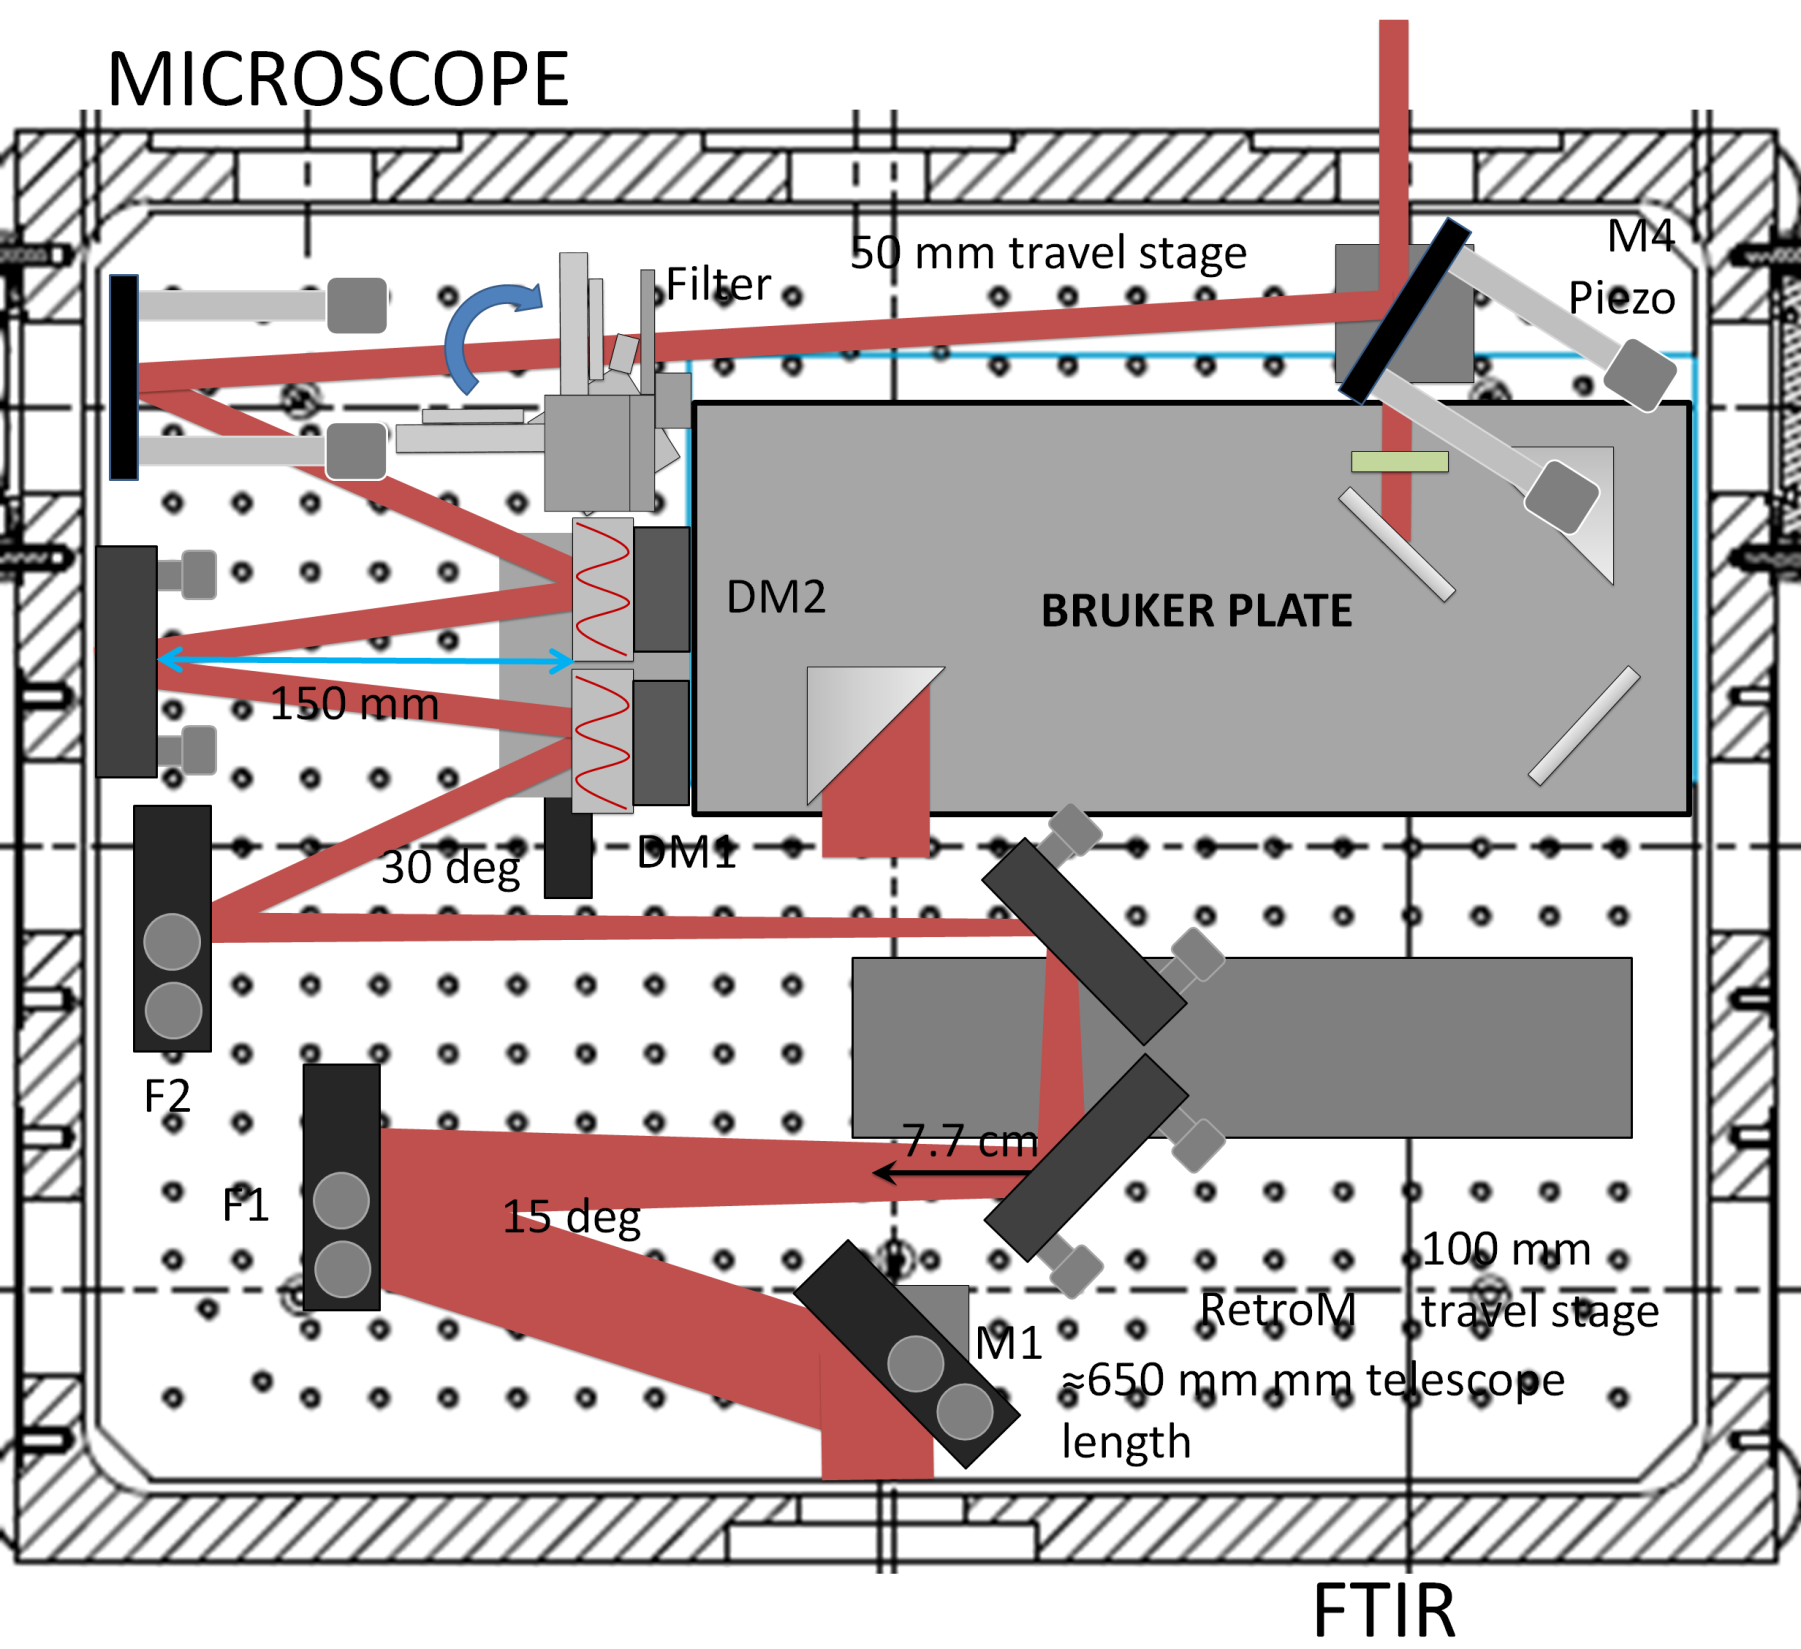 MICROSCOPE
M4
50 mm travel stage
Filter
Piezo
DM2
BRUKER PLATE
150 mm
DM1
30 deg
F2
7.7 cm
F1
15 deg
100 mm
travel stage
RetroM
M1
≈650 mm mm telescope
length
FTIR